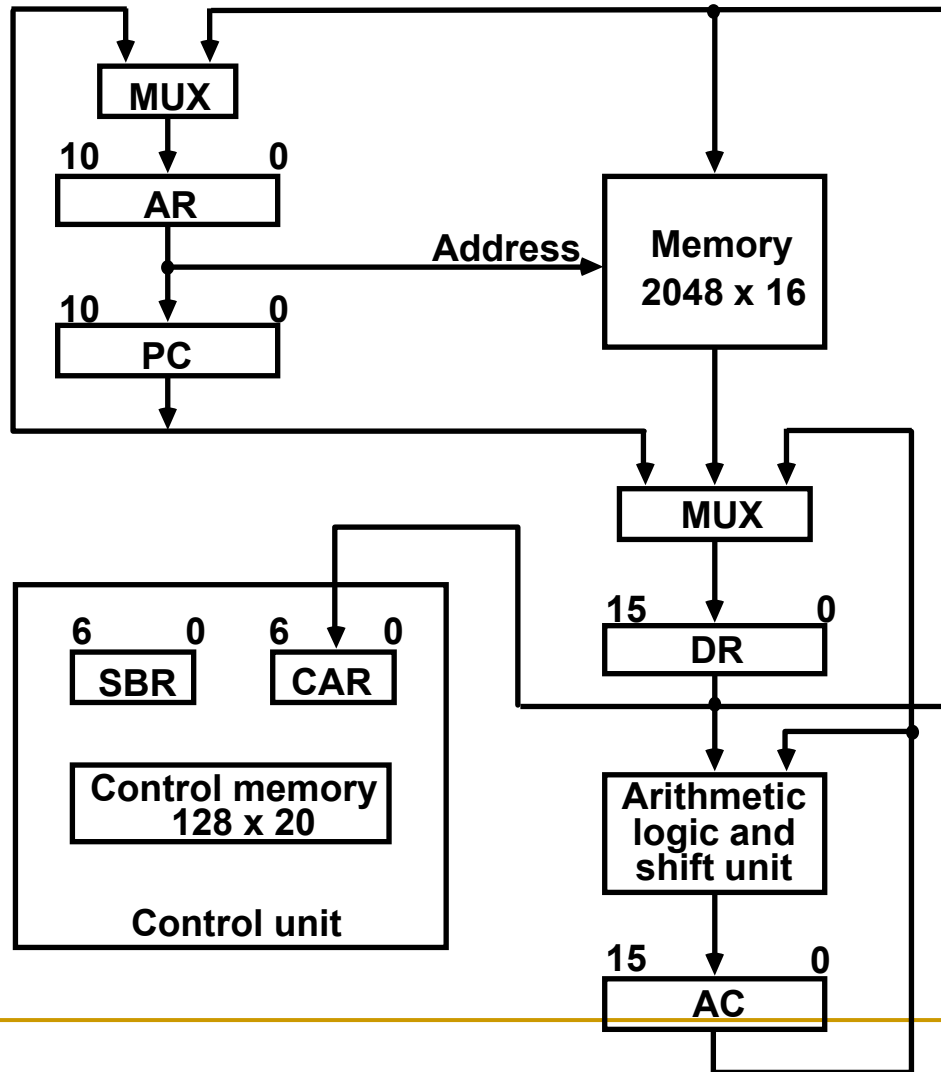 MUX
10 0
AR
Address
Memory
2048 x 16
10 0
PC
MUX
15 0
DR
6 0
6 0
SBR
CAR
Control memory
128 x 20
Control unit
Arithmetic
logic and
shift unit
15 0
AC